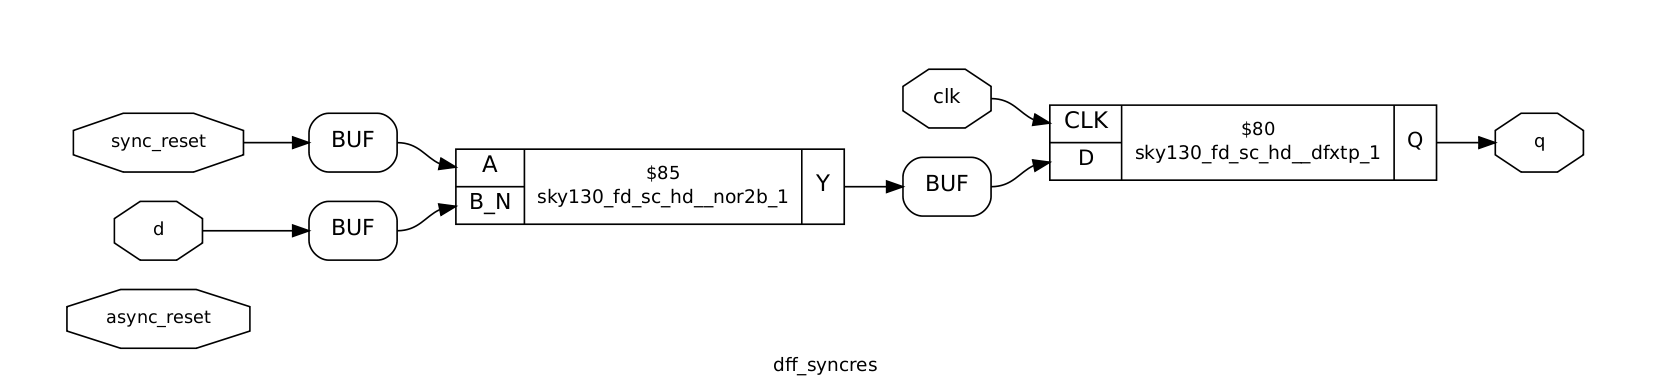 sync_reset
BUF
d
BUF
async_reset
A
B_N
$85
sky130_fd_sc_hd__nor2b_1
Y
clk
BUF
CLK
D
$80
sky130_fd_sc_hd__dfxtp_1
Q
q
dff_syncres